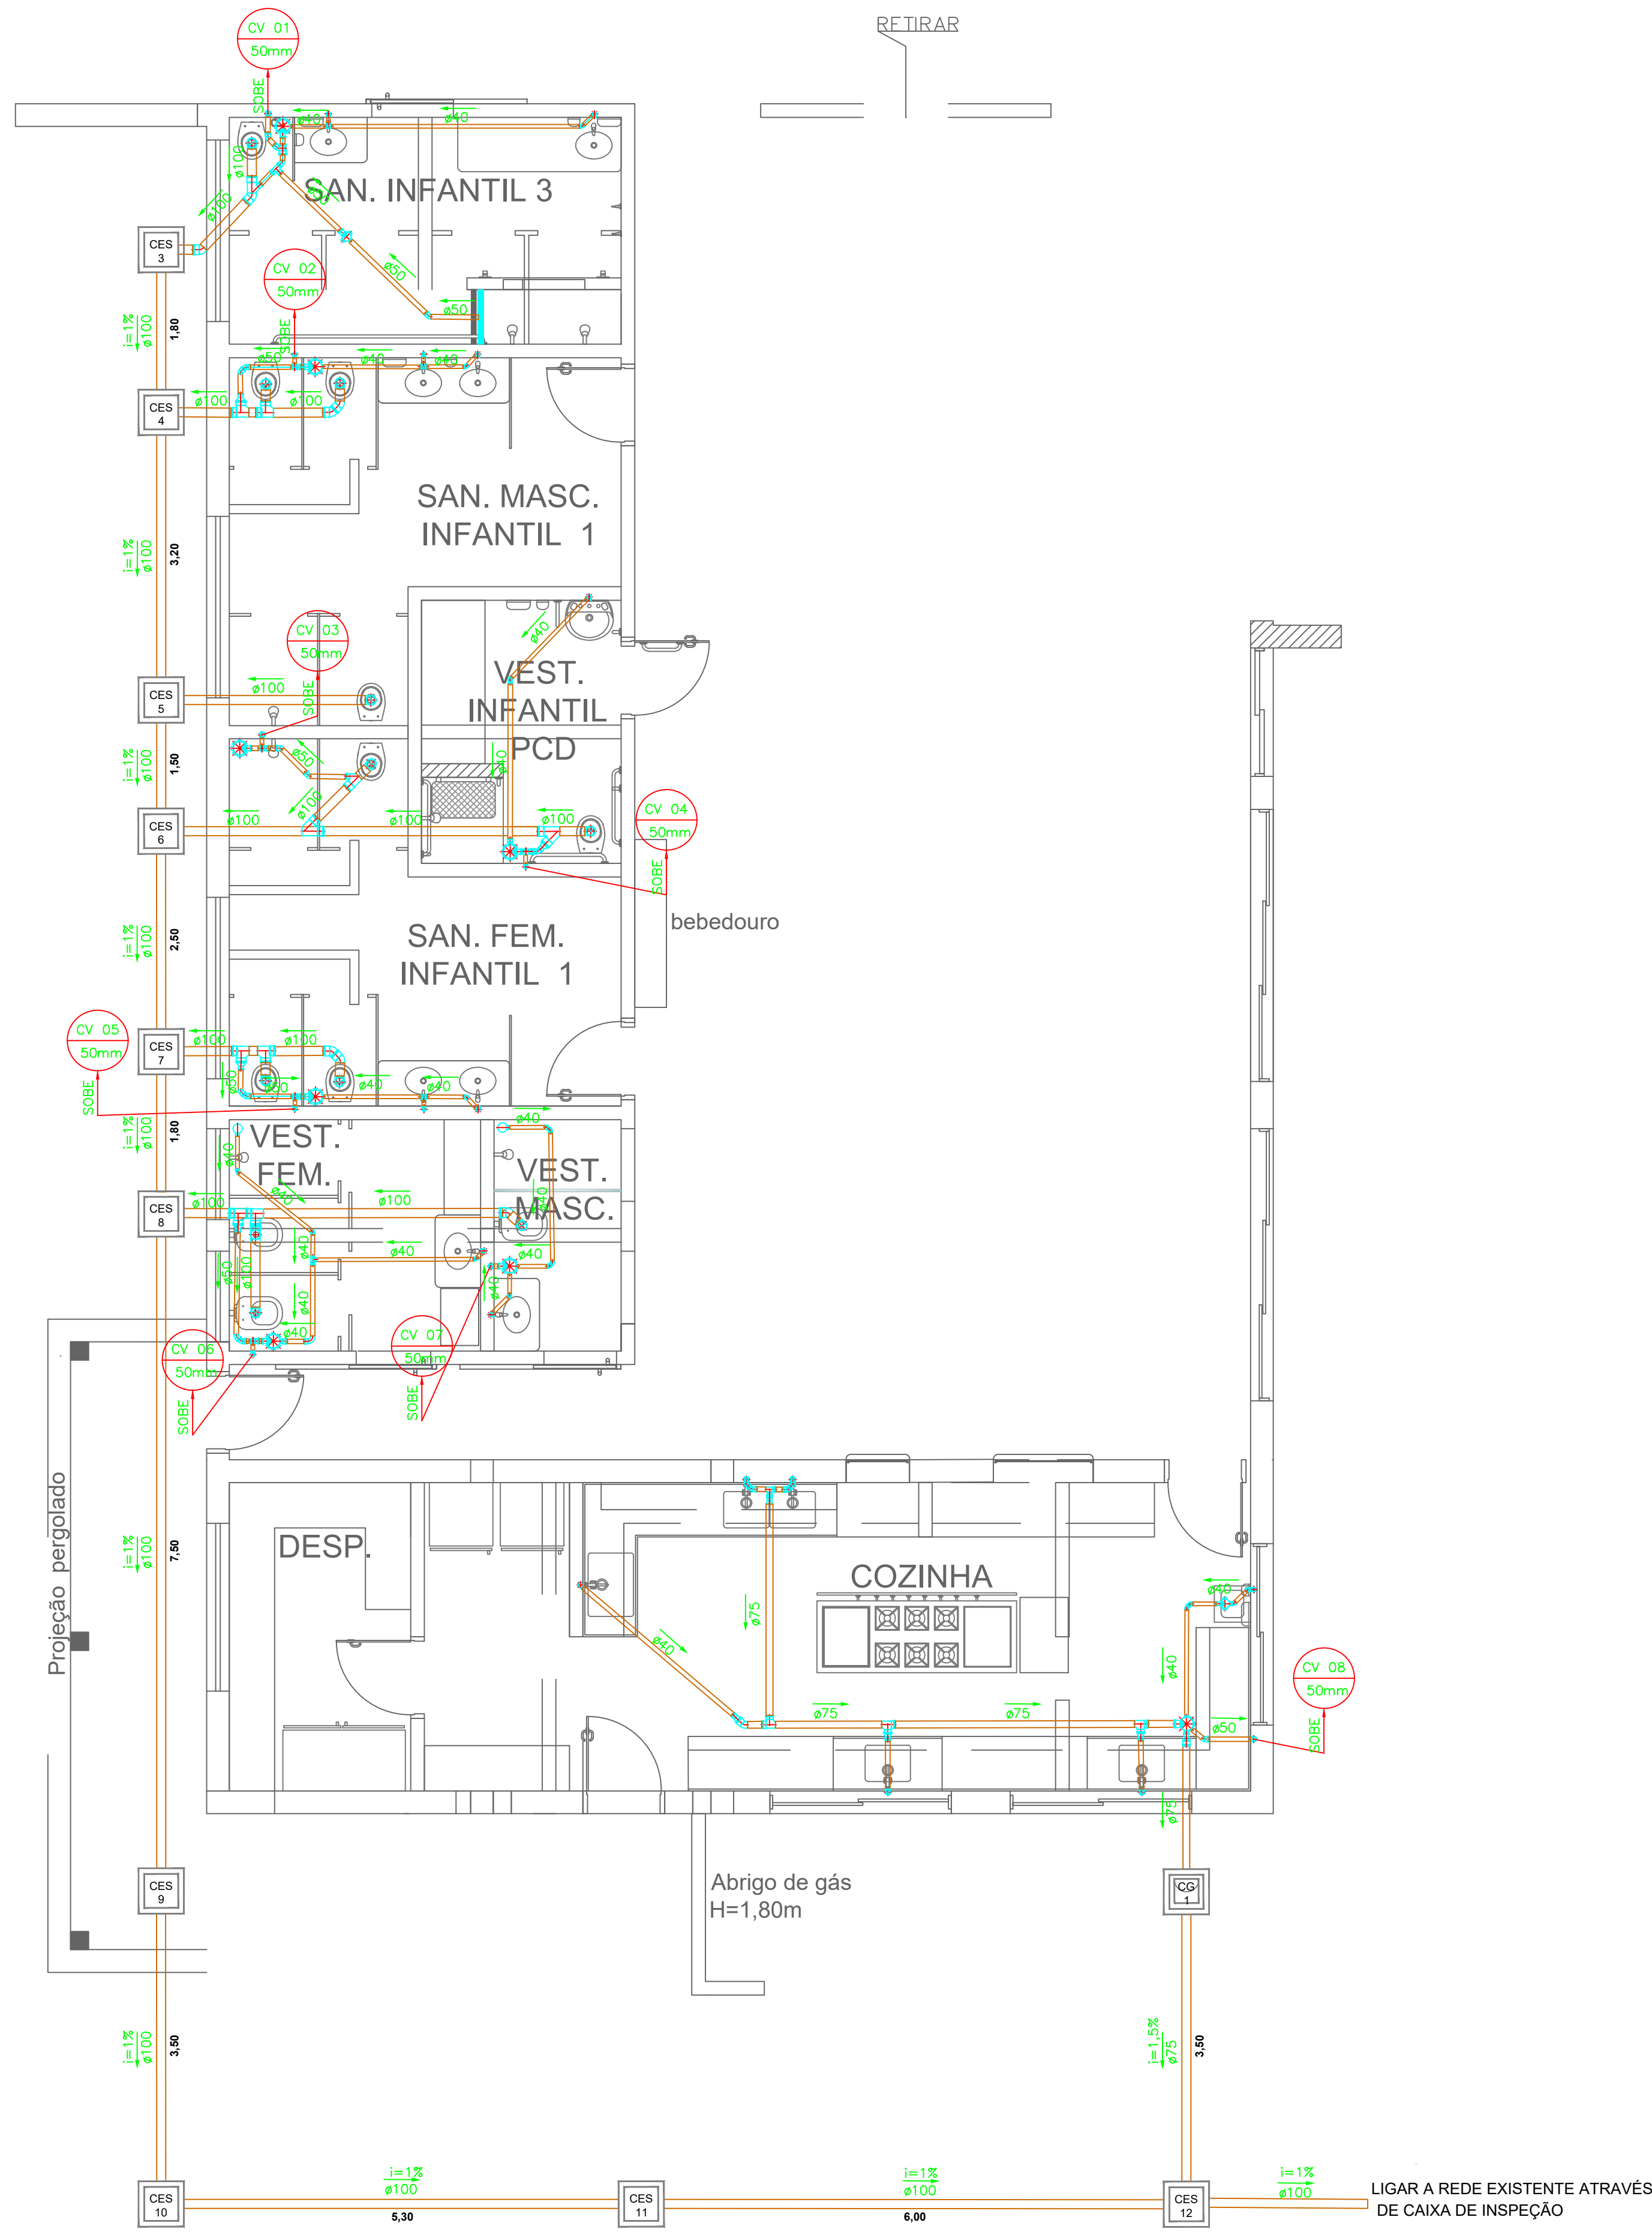 RETIRAR
CV 01
50mm
SOBE
ø40
ø40
ø100
ø100
SAN. INFANTIL 3
CES
3
CV 02
50mm
SOBE
ø50
ø50
i=1%
ø100
1,80
ø50
ø40
ø40
ø100
ø100
CES
4
SAN. MASC.
INFANTIL 1
i=1%
ø100
3,20
CV 03
50mm
SOBE
ø40
VEST.
INFANTIL
PCD
ø100
CES
5
ø40
i=1%
ø100
1,50
ø50
ø100
CV 04
50mm
SOBE
ø100
ø100
ø100
CES
6
bebedouro
SAN. FEM.
INFANTIL 1
i=1%
ø100
2,50
CV 05
50mm
SOBE
CES
7
ø100
ø100
ø50
ø40
ø40
i=1%
ø100
1,80
ø40
VEST.
FEM.
ø40
ø40
VEST.
MASC.
ø40
CES
8
ø100
ø100
ø40
ø40
ø40
ø50
ø100
ø40
ø40
ø40
CV 06
50mm
SOBE
CV 07
50mm
SOBE
Projeção pergolado
i=1%
ø100
7,50
DESP.
COZINHA
ø40
ø75
ø40
ø40
ø75
ø75
ø50
CV 08
50mm
SOBE
ø75
CES
9
Abrigo de gás
H=1,80m
CG
1
i=1%
ø100
3,50
i=1,5%
ø75
3,50
CES
10
i=1%
ø100
5,30
CES
11
i=1%
ø100
6,00
CES
12
i=1%
ø100
LIGAR A REDE EXISTENTE ATRAVÉS
DE CAIXA DE INSPEÇÃO